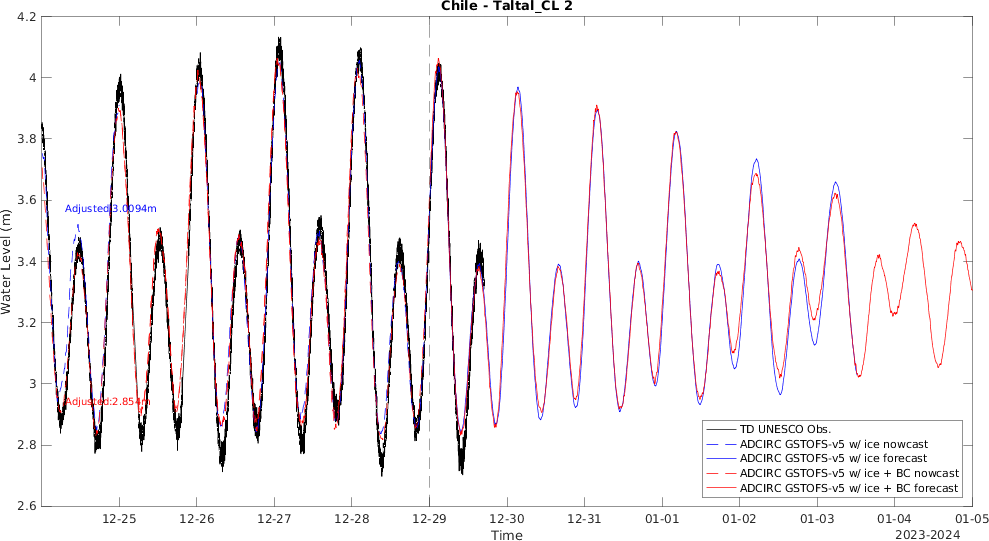 Chile - Taltal_CL 2
4.2
4
3.8
3.6
3.4
3.2
3
2.8
2.6
Water Level (m)
Adjusted:3.0094m
Adjusted:2.854m
TD UNESCO Obs.
ADCIRC GSTOFS-v5 w/ ice nowcast
ADCIRC GSTOFS-v5 w/ ice forecast
ADCIRC GSTOFS-v5 w/ ice + BC nowcast
ADCIRC GSTOFS-v5 w/ ice + BC forecast
12-25 12-26 12-27 12-28 12-29 12-30 12-31 01-01 01-02 01-03 01-04 01-05
Time
2023-2024